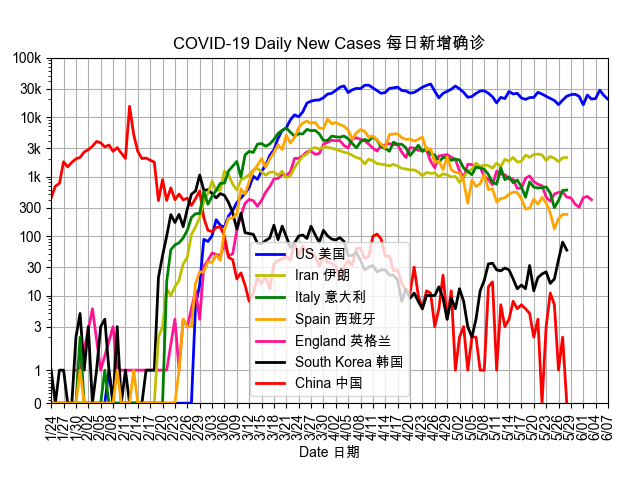 COVID-19 Daily New Cases 每日新增确诊
100k
30k
10k
3k
1k
300
100
30
10
3
1
0
US 美国
Iran 伊朗
Italy 意大利
Spain 西班牙
England 英格兰
South Korea 韩国
China 中国
1/24 1/27 1/30 2/02 2/05 2/08 2/11 2/14 2/17 2/20 2/23 2/26 2/29 3/03 3/06 3/09 3/12 3/15 3/18 3/21 3/24 3/27 3/30 4/02 4/05 4/08 4/11 4/14 4/17 4/20 4/23 4/26 4/29 5/02 5/05 5/08 5/11 5/14 5/17 5/20 5/23 5/26 5/29 6/01 6/04 6/07
Date 日期